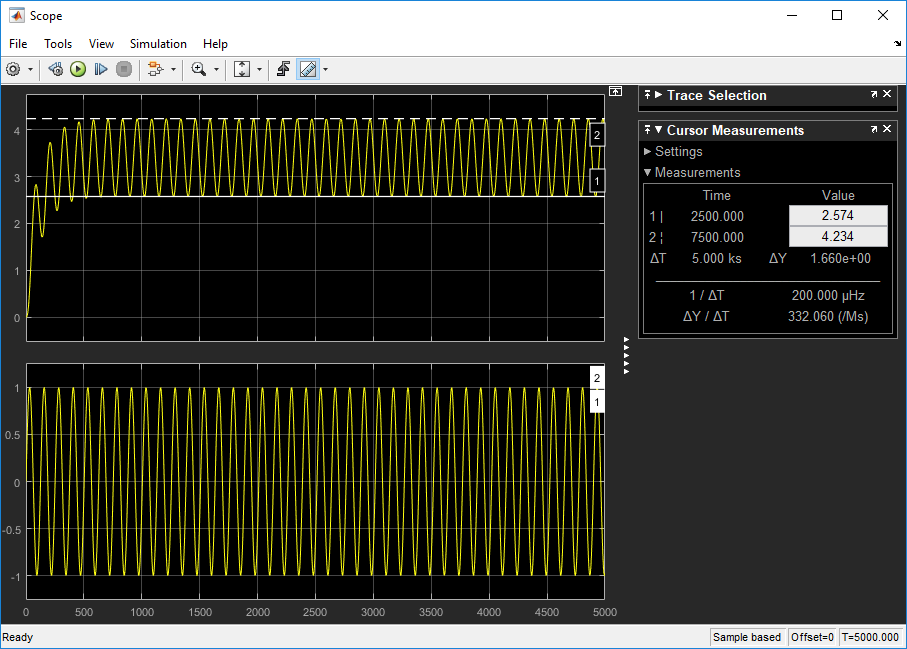 Scope
File Tools View Simulation Help
4
3
2
1
0
2
1
1
0.5
0
-0.5
-1
2
1
0 500 1000 1500 2000 2500 3000 3500 4000 4500 5000
Trace Selection
Cursor Measurements
Settings
Measurements
Time Value
1 | 2500.000 2.574
2 ¦ 7500.000 4.234
ΔT 5.000 ks ΔY 1.660e+00
1 / ΔT 200.000 µHz
ΔY / ΔT 332.060 (/Ms)
Ready Sample based Offset=0 T=5000.000